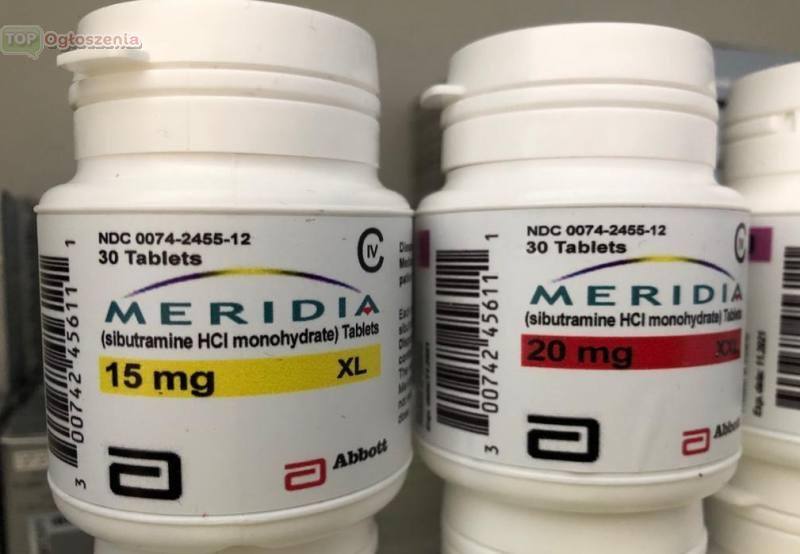 TOP Ogłoszenia
NDC 0074-2455-12
30 Tablets
C IV
MERIDIA
(sibutramine HCl monohydrate) Tablets
15 mg XL
Abbott
3 00742 45611 1
NDC 0074-2455-12
30 Tablets
MERIDIA
(sibutramine HCl monohydrate) Tablets
20 mg XXL
Abbott
3 00742 45611 1